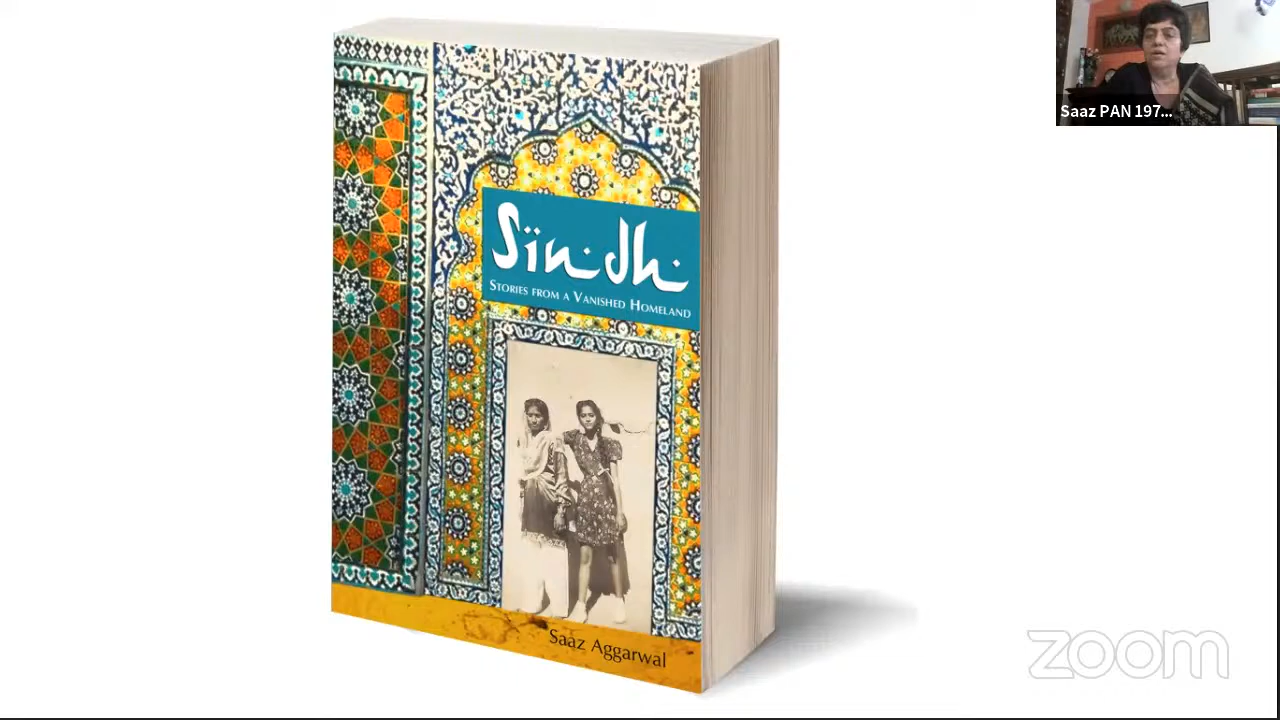 Sindh
Stories from a Vanished Homeland
Saaz Aggarwal
Saaz PAN 197...
zoom